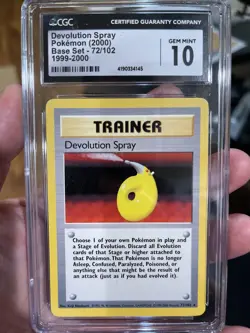 CGC
CERTIFIED GUARANTY COMPANY
Devolution Spray
Pokémon (2000)
Base Set - 72/102
1999-2000
GEM MINT
10
4190334145
TRAINER
Devolution Spray
Choose 1 of your own Pokémon in play and
a Stage of Evolution. Discard all Evolution
cards of that Stage or higher attached to
that Pokémon. That Pokémon is no longer
Asleep, Confused, Paralyzed, Poisoned, or
anything else that might be the result of
an attack (just as if you had evolved it).